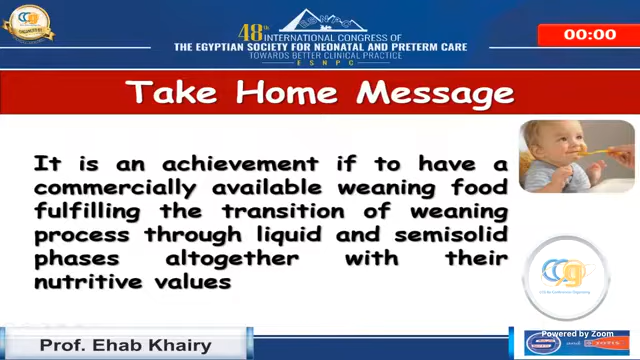 48th
INTERNATIONAL CONGRESS OF
THE EGYPTIAN SOCIETY FOR NEONATAL AND PRETERM CARE
TOWARDS BETTER CLINICAL PRACTICE
E S N P C
00:00
Take Home Message
It is an achievement if to have a
commercially available weaning food
fulfilling the transition of weaning
process through liquid and semisolid
phases altogether with their
nutritive values
Prof. Ehab Khairy
Powered by Zoom